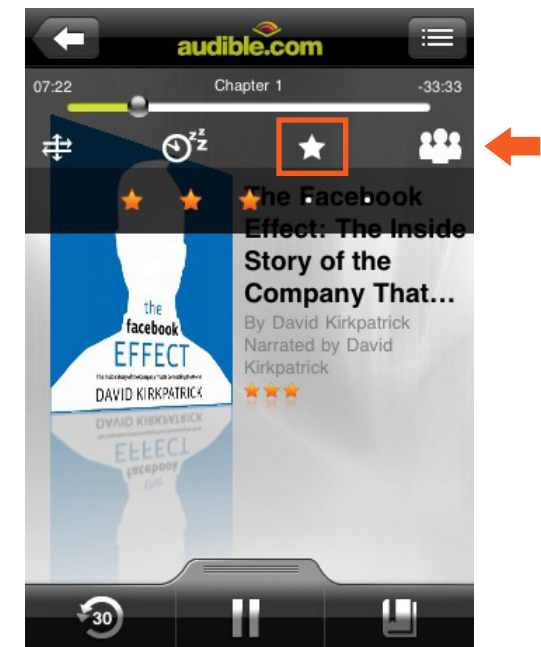 audible.com
07:22 Chapter 1 -33:33
zzz
The Facebook
Effect: The Inside
Story of the
Company That...
By David Kirkpatrick
Narrated by David
Kirkpatrick
the
facebook
EFFECT
DAVID KIRKPATRICK
30